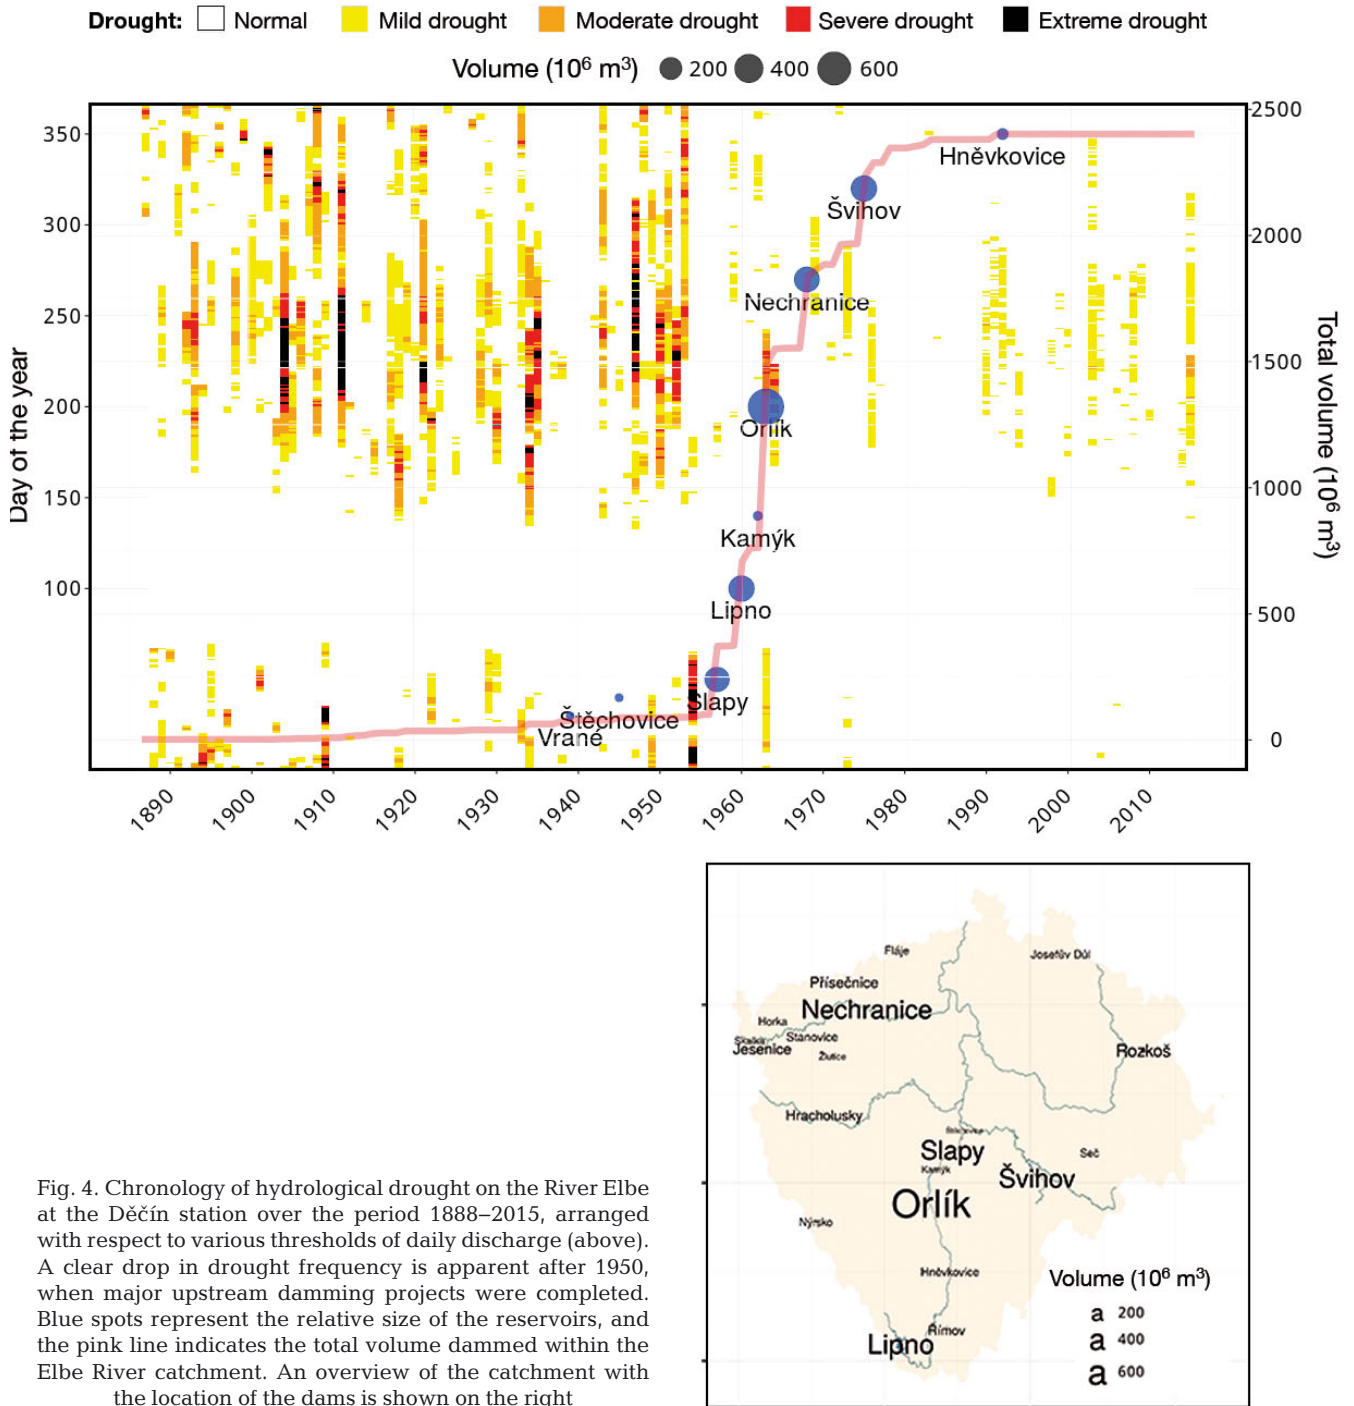 Drought: Normal Mild drought Moderate drought Severe drought Extreme drought
Volume (10⁶ m³) 200 400 600
Day of the year
350
300
250
200
150
100
2500
2000
1500
1000
500
0
Total volume (10⁶ m³)
Hněvkovice
Švihov
Nechranice
Orlík
Kamýk
Lipno
Slapy
Štěchovice
Vrané
1890 1900 1910 1920 1930 1940 1950 1960 1970 1980 1990 2000 2010
Fláje
Josefův Důl
Přísečnice
Nechranice
Horka
Skalka
Stanovice
Jesenice
Žlutice
Rozkoš
Hracholusky
Štěchovice
Slapy
Seč
Kamýk
Švihov
Orlík
Nýrsko
Hněvkovice
Římov
Lipno
Volume (10⁶ m³)
a 200
a 400
a 600
Fig. 4. Chronology of hydrological drought on the River Elbe
at the Děčín station over the period 1888–2015, arranged
with respect to various thresholds of daily discharge (above).
A clear drop in drought frequency is apparent after 1950,
when major upstream damming projects were completed.
Blue spots represent the relative size of the reservoirs, and
the pink line indicates the total volume dammed within the
Elbe River catchment. An overview of the catchment with
the location of the dams is shown on the right